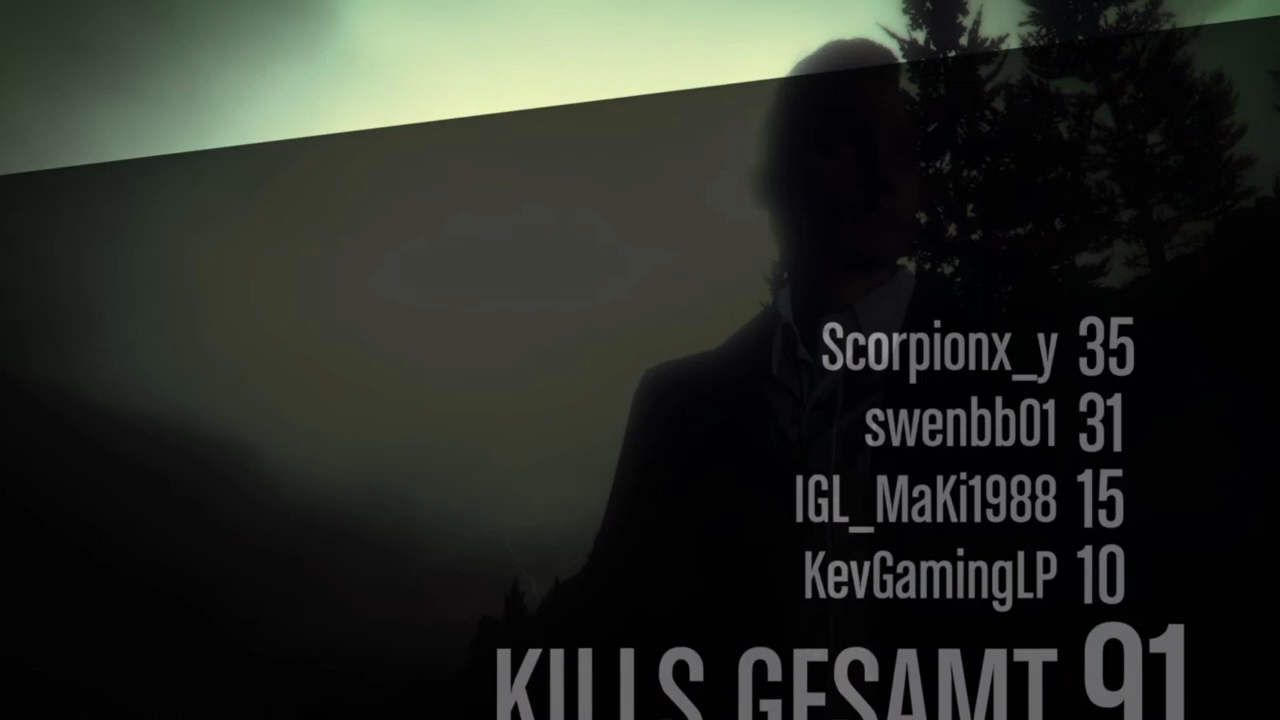 Scorpionx_y 35
swenbb01 31
IGL_MaKi1988 15
KevGamingLP 10
KILLS GESAMT 91